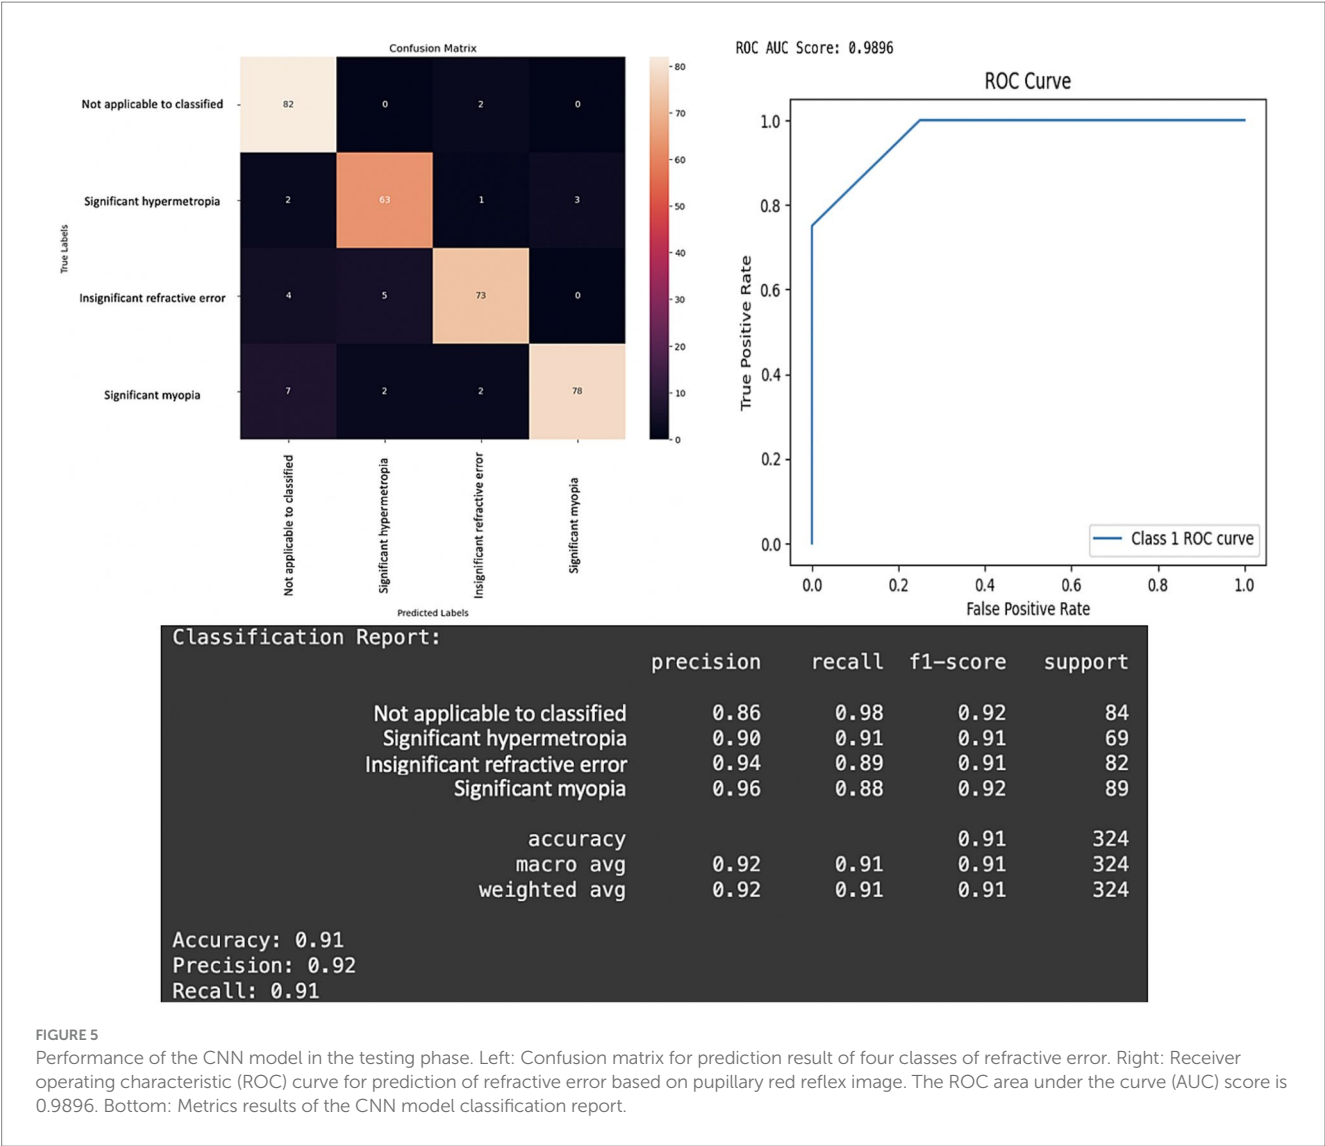 Confusion Matrix
True Labels
Not applicable to classified
82 0 2 0
Significant hypermetropia
2 63 1 3
Insignificant refractive error
4 5 73 0
Significant myopia
7 2 2 78
80
70
60
50
40
30
20
10
0
Not applicable to classified
Significant hypermetropia
Insignificant refractive error
Significant myopia
Predicted Labels
ROC AUC Score: 0.9896
ROC Curve
True Positive Rate
1.0
0.8
0.6
0.4
0.2
0.0
Class 1 ROC curve
0.0 0.2 0.4 0.6 0.8 1.0
False Positive Rate
Classification Report:
precision recall f1-score support
Not applicable to classified 0.86 0.98 0.92 84
Significant hypermetropia 0.90 0.91 0.91 69
Insignificant refractive error 0.94 0.89 0.91 82
Significant myopia 0.96 0.88 0.92 89
accuracy 0.91 324
macro avg 0.92 0.91 0.91 324
weighted avg 0.92 0.91 0.91 324
Accuracy: 0.91
Precision: 0.92
Recall: 0.91
FIGURE 5
Performance of the CNN model in the testing phase. Left: Confusion matrix for prediction result of four classes of refractive error. Right: Receiver
operating characteristic (ROC) curve for prediction of refractive error based on pupillary red reflex image. The ROC area under the curve (AUC) score is
0.9896. Bottom: Metrics results of the CNN model classification report.